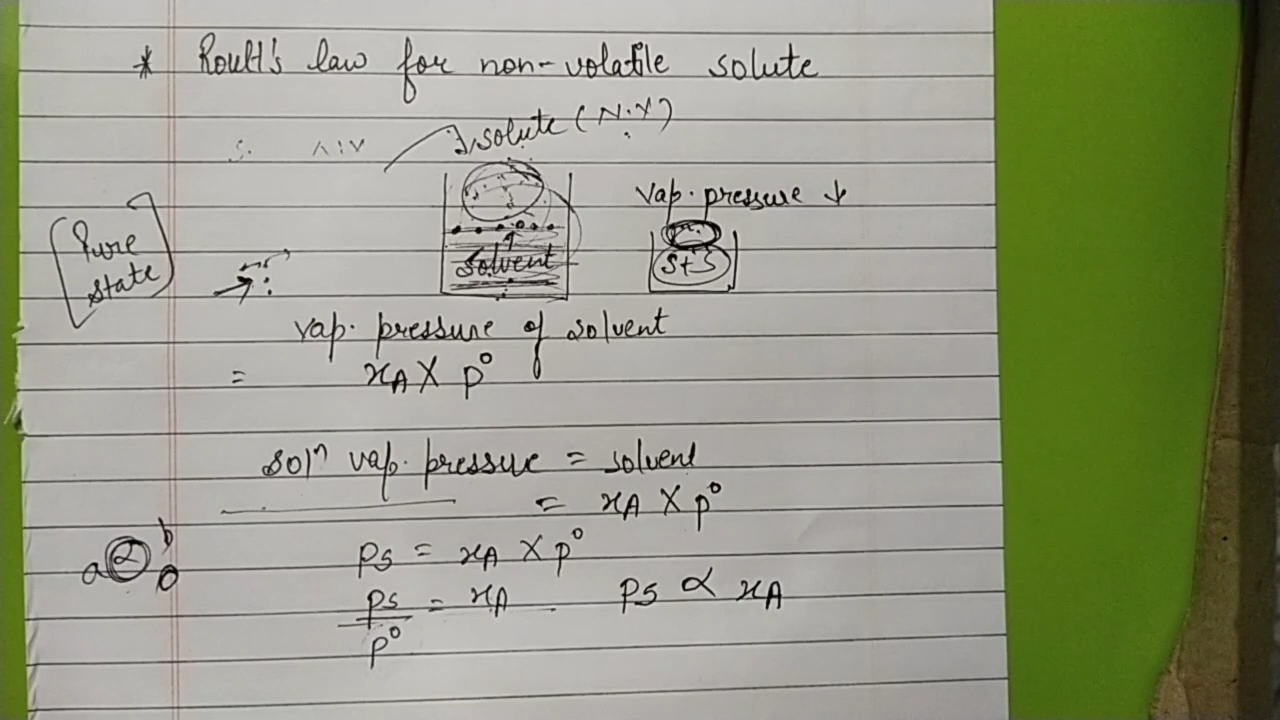 * Roult's law for non-volatile solute
solute (N.V)
Vap. pressure ↓
[Pure state]
solvent
S+S
vap. pressure of solvent
= xA X p°
solⁿ vap. pressure = solvent
= xA X p°
a α b
ps = xA X p°
ps/p° = xA ps ∝ xA